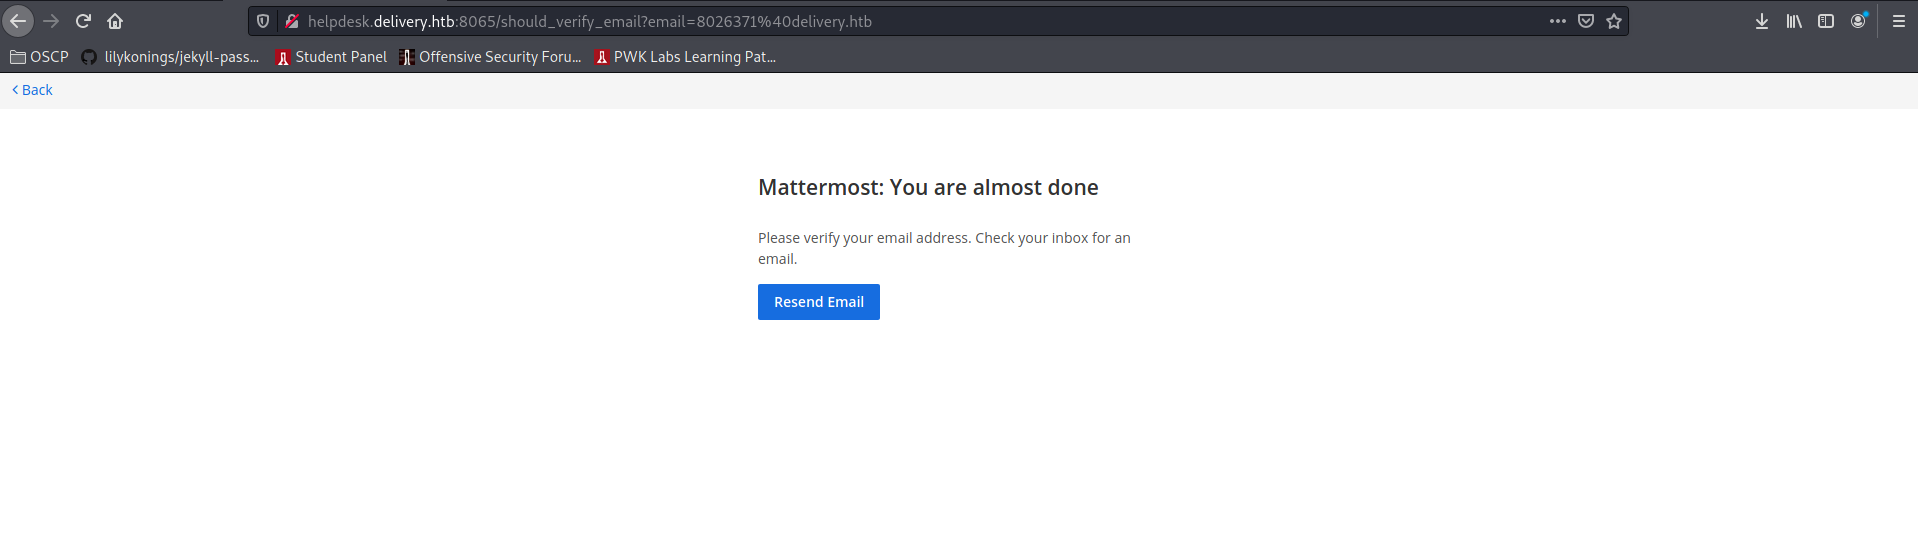 helpdesk.delivery.htb:8065/should_verify_email?email=8026371%40delivery.htb
OSCP lilykonings/jekyll-pass... Student Panel Offensive Security Foru... PWK Labs Learning Pat...
Back
Mattermost: You are almost done
Please verify your email address. Check your inbox for an
email.
Resend Email